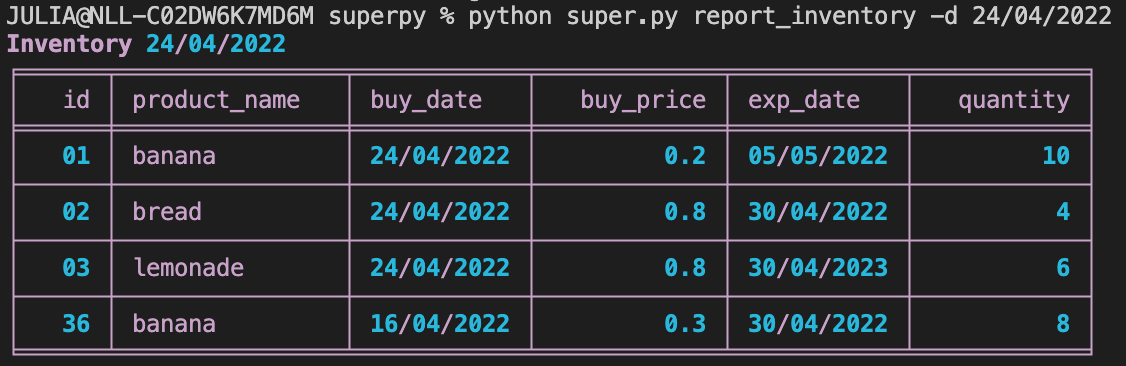 JULIA@NLL-C02DW6K7MD6M superpy % python super.py report_inventory -d 24/04/2022
Inventory 24/04/2022
id product_name buy_date buy_price exp_date quantity
01 banana 24/04/2022 0.2 05/05/2022 10
02 bread 24/04/2022 0.8 30/04/2022 4
03 lemonade 24/04/2022 0.8 30/04/2023 6
36 banana 16/04/2022 0.3 30/04/2022 8